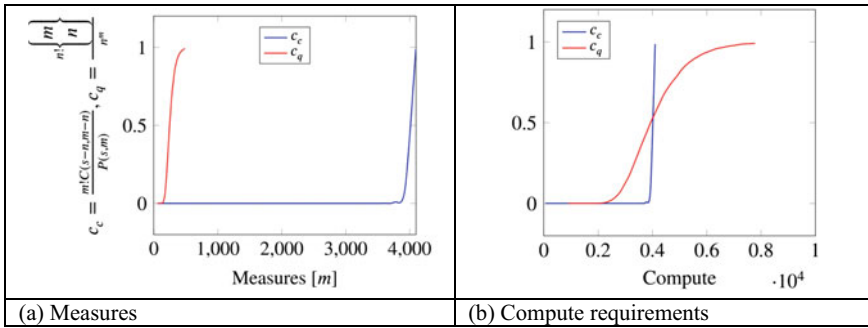 c_c = m!C(s−n,m−n) / P(s,m), c_q = n!{m n} / n^m
1
0.5
0
c_c
c_q
0
1,000
2,000
3,000
4,000
Measures [m]
1
0.5
0
c_c
c_q
0
0.2
0.4
0.6
0.8
1
·10^4
Compute
(a) Measures
(b) Compute requirements